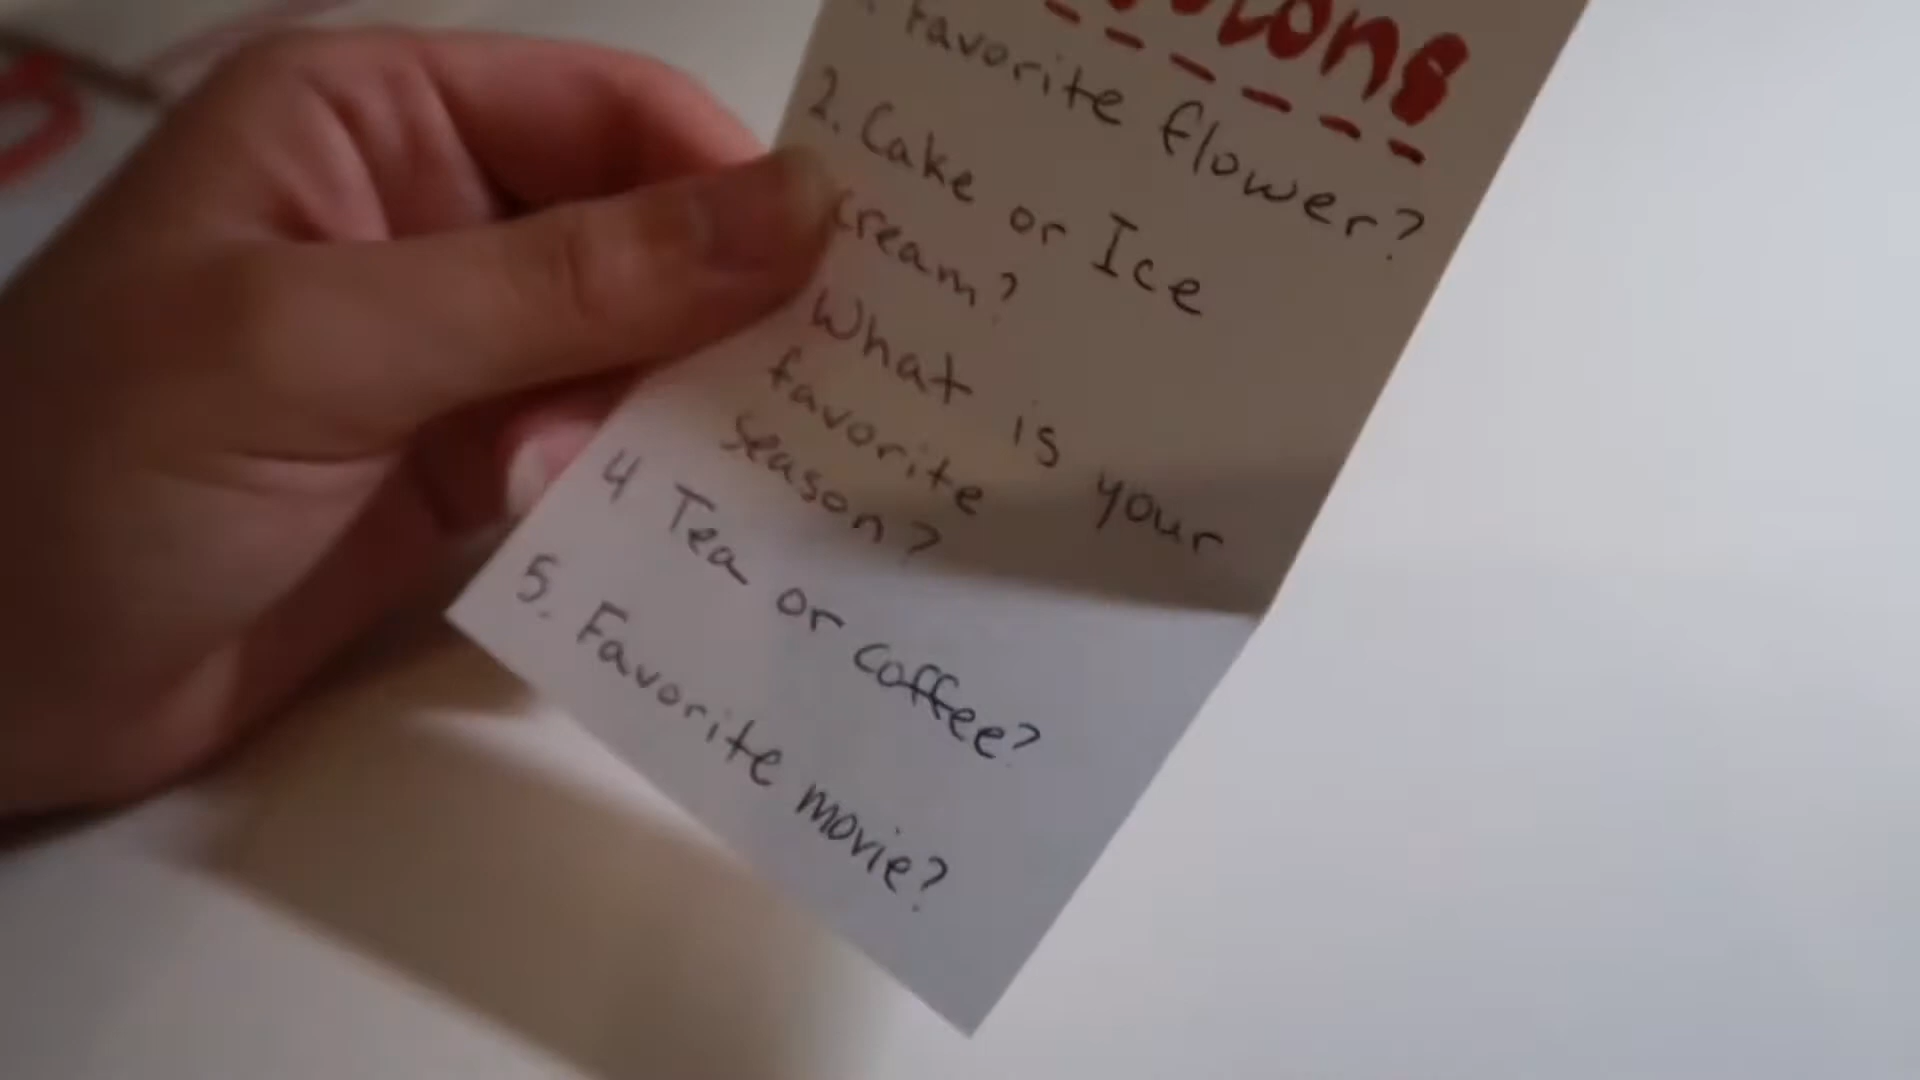 Favorite flower?
2. Cake or Ice
cream?
What is your
favorite
season?
4 Tea or coffee?
5. Favorite movie?